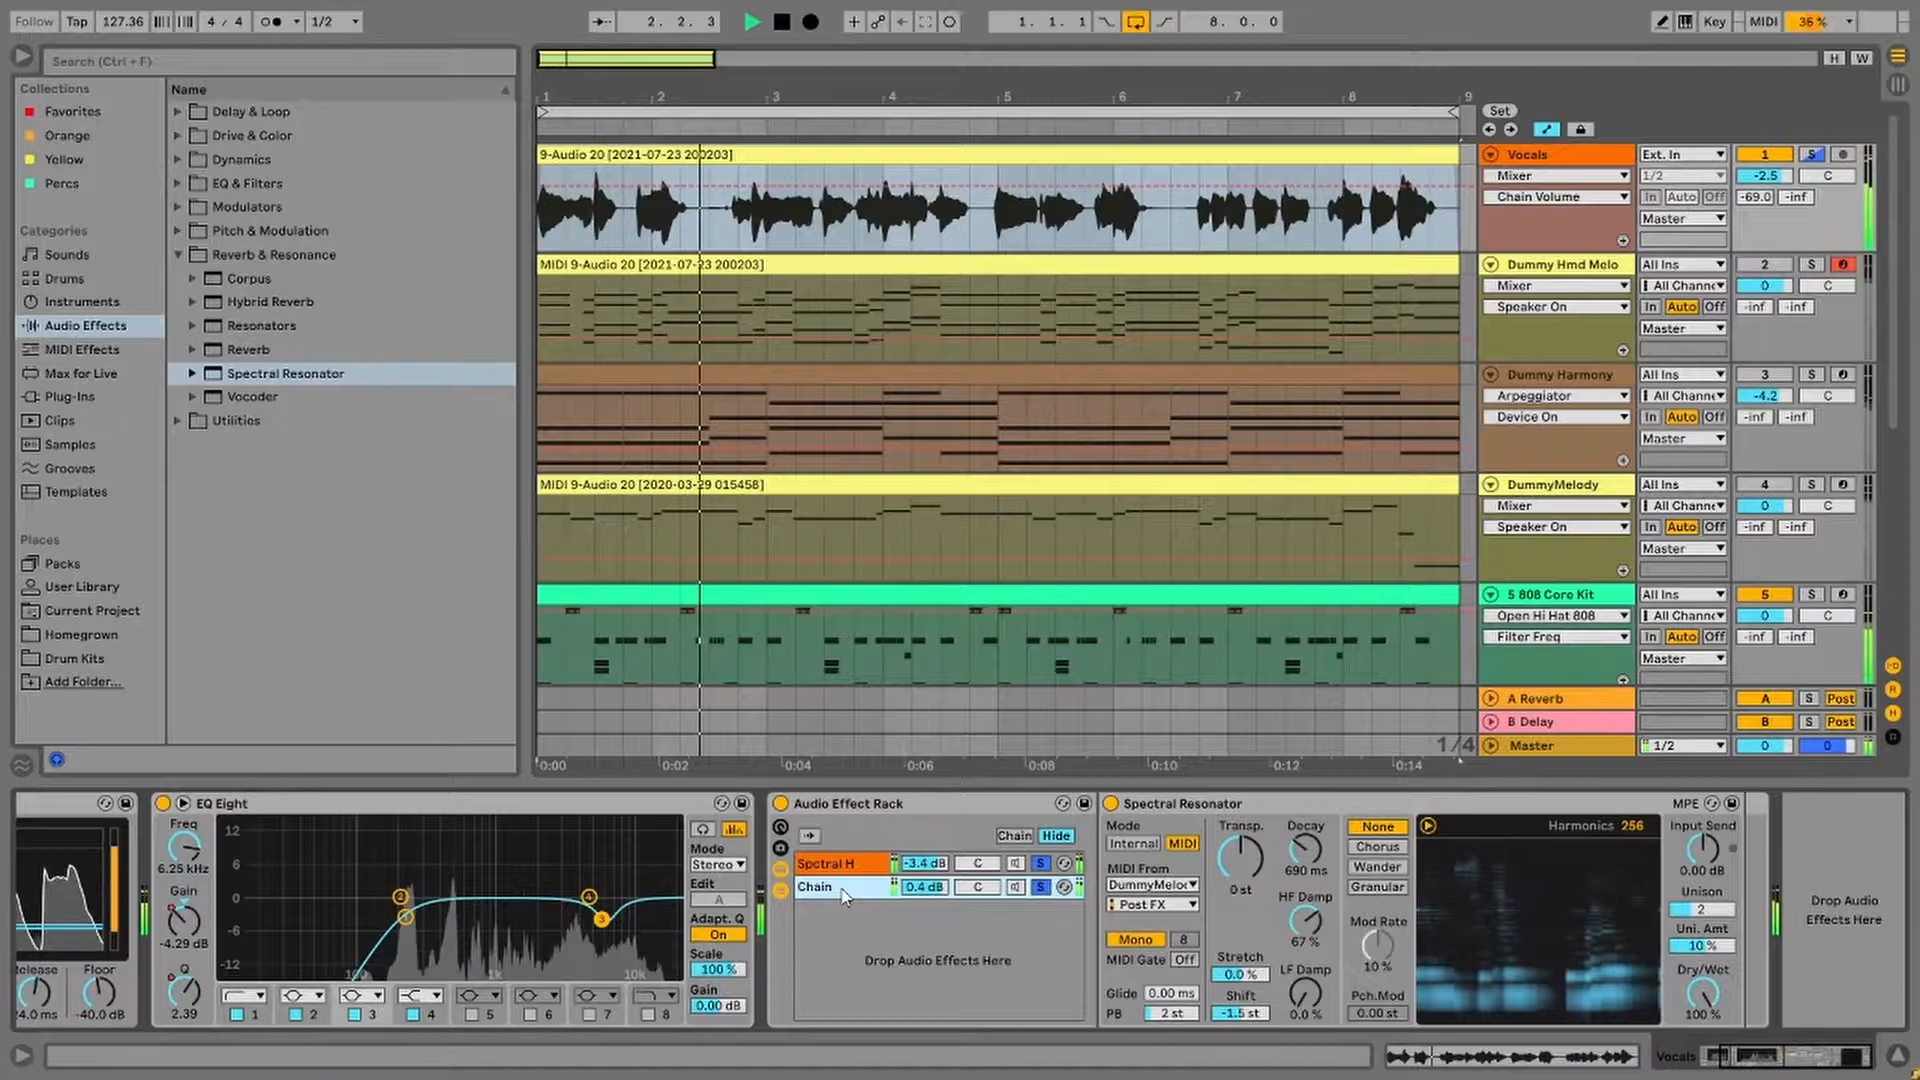 Follow Tap 127.36 4 / 4 1/2 2. 2. 3 1. 1. 1 8. 0. 0 Key MIDI 36 %
Search (Ctrl + F)
H W
Collections
Favorites
Orange
Yellow
Percs
Categories
Sounds
Drums
Instruments
Audio Effects
MIDI Effects
Max for Live
Plug-Ins
Clips
Samples
Grooves
Templates
Places
Packs
User Library
Current Project
Homegrown
Drum Kits
Add Folder...
Name
Delay & Loop
Drive & Color
Dynamics
EQ & Filters
Modulators
Pitch & Modulation
Reverb & Resonance
Corpus
Hybrid Reverb
Resonators
Reverb
Spectral Resonator
Vocoder
Utilities
1 2 3 4 5 6 7 8 9
Set
9-Audio 20 [2021-07-23 200203]
Vocals Ext. In 1 S
Mixer 1/2 -2.5 C
Chain Volume In Auto Off -69.0 -inf
Master
MIDI 9-Audio 20 [2021-07-23 200203]
Dummy Hmd Melo All Ins 2 S
Mixer All Channe 0 C
Speaker On In Auto Off -inf -inf
Master
Dummy Harmony All Ins 3 S
Arpeggiator All Channe -4.2 C
Device On In Auto Off -inf -inf
Master
MIDI 9-Audio 20 [2020-03-29 015458]
DummyMelody All Ins 4 S
Mixer All Channe 0 C
Speaker On In Auto Off -inf -inf
Master
5 808 Core Kit All Ins 5 S
Open Hi Hat 808 All Channe 0 C
Filter Freq In Auto Off -inf -inf
Master
A Reverb A S Post
B Delay B S Post
Master 1/2 0 0
1/4
0:00 0:02 0:04 0:06 0:08 0:10 0:12 0:14
I-O
R
H
D
Release Floor
24.0 ms -40.0 dB
EQ Eight
Freq
6.25 kHz
Gain
-4.29 dB
Q
2.39
12
6
0
-6
-12
100 1k 10k
1 2 3 4 5 6 7 8
Mode
Stereo
Edit
A
Adapt. Q
On
Scale
100 %
Gain
0.00 dB
Audio Effect Rack
Chain Hide
Spctral H -3.4 dB C S
Chain 0.4 dB C S
Drop Audio Effects Here
Spectral Resonator MPE
Mode
Internal MIDI
MIDI From
DummyMeloc
Post FX
Mono 8
MIDI Gate Off
Glide 0.00 ms
PB 2 st
Transp.
0 st
Stretch
0.0 %
Shift
-1.5 st
Decay
690 ms
HF Damp
67 %
LF Damp
0.0 %
None
Chorus
Wander
Granular
Mod Rate
10 %
Pch.Mod
0.00 st
Harmonics 256
Input Send
0.00 dB
Unison
2
Uni. Amt
10 %
Dry/Wet
100 %
Drop Audio
Effects Here
Vocals